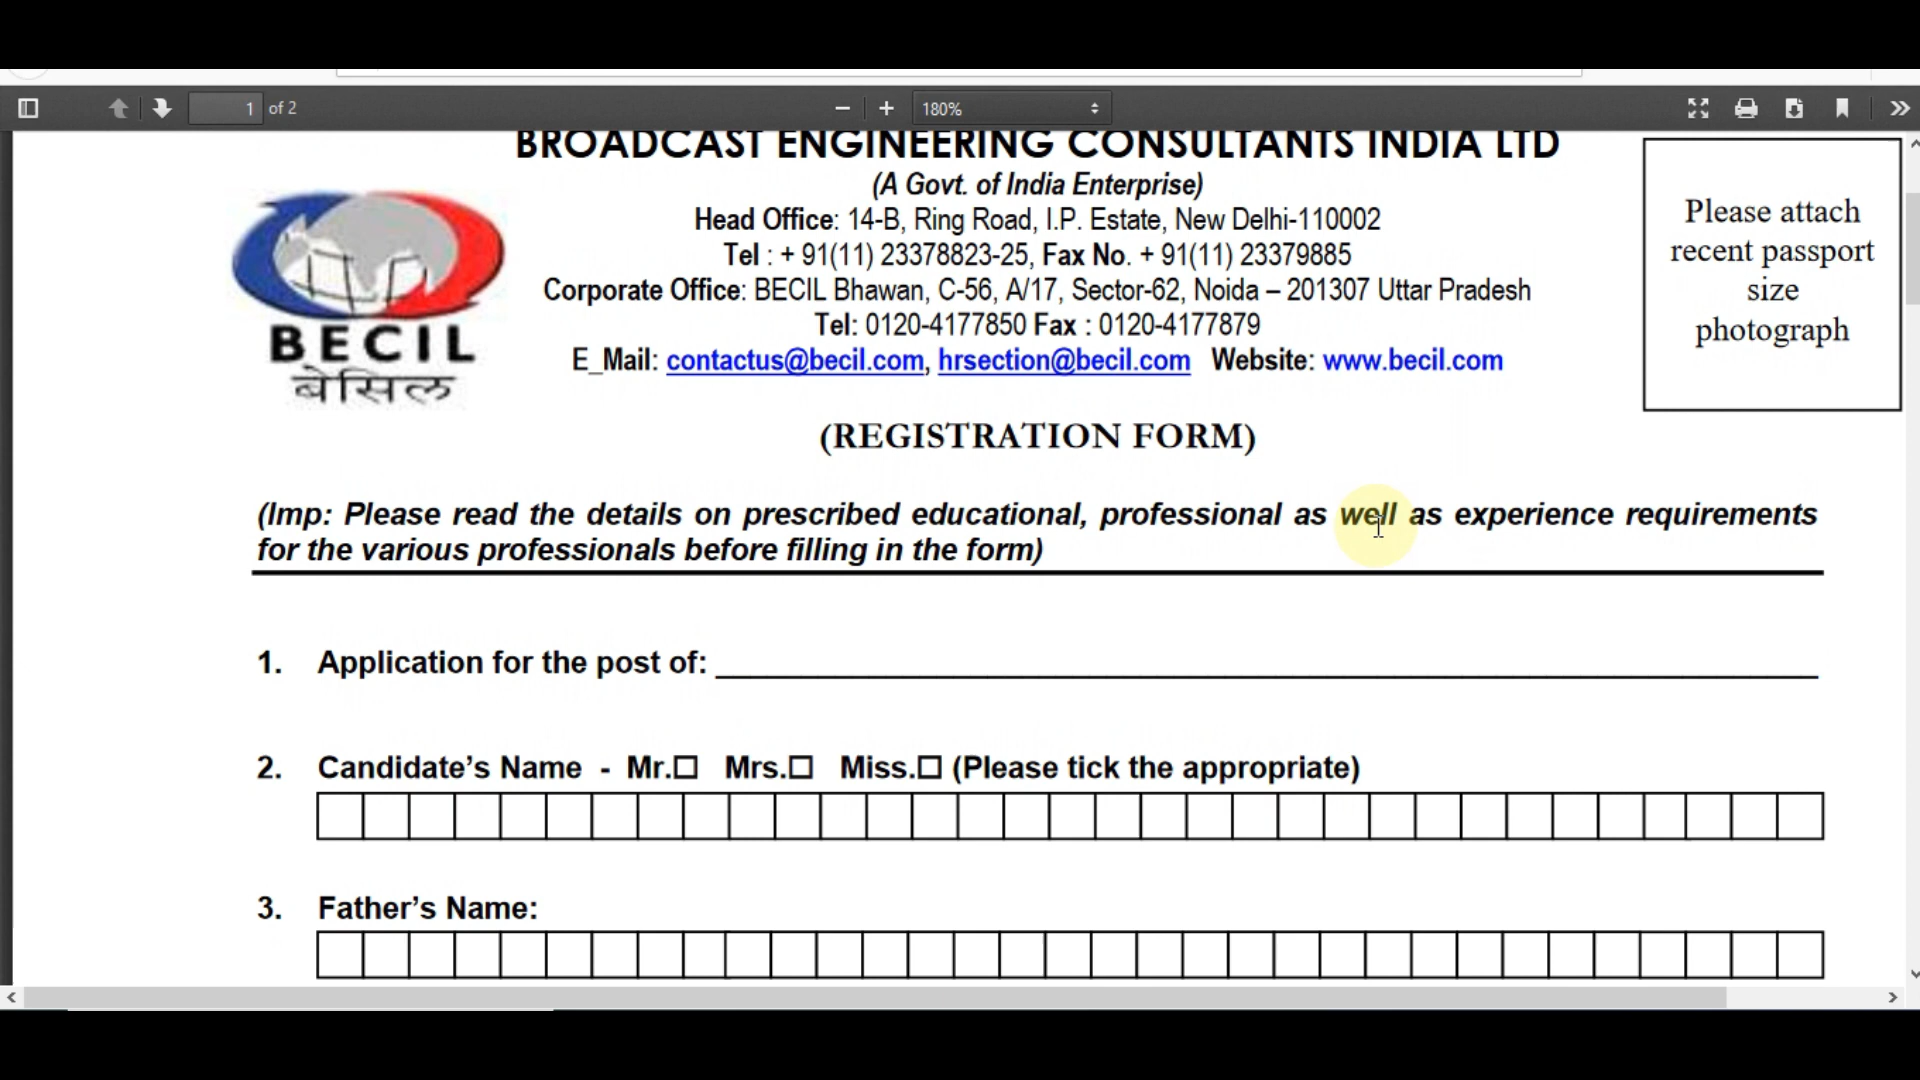 1 of 2
180%
BROADCAST ENGINEERING CONSULTANTS INDIA LTD
(A Govt. of India Enterprise)
Head Office: 14-B, Ring Road, I.P. Estate, New Delhi-110002
Tel : + 91(11) 23378823-25, Fax No. + 91(11) 23379885
Corporate Office: BECIL Bhawan, C-56, A/17, Sector-62, Noida – 201307 Uttar Pradesh
Tel: 0120-4177850 Fax : 0120-4177879
E_Mail: contactus@becil.com, hrsection@becil.com Website: www.becil.com
BECIL
बेसिल
Please attach
recent passport
size
photograph
(REGISTRATION FORM)
(Imp: Please read the details on prescribed educational, professional as well as experience requirements
for the various professionals before filling in the form)
1. Application for the post of:
2. Candidate’s Name - Mr.☐ Mrs.☐ Miss.☐ (Please tick the appropriate)
3. Father’s Name: